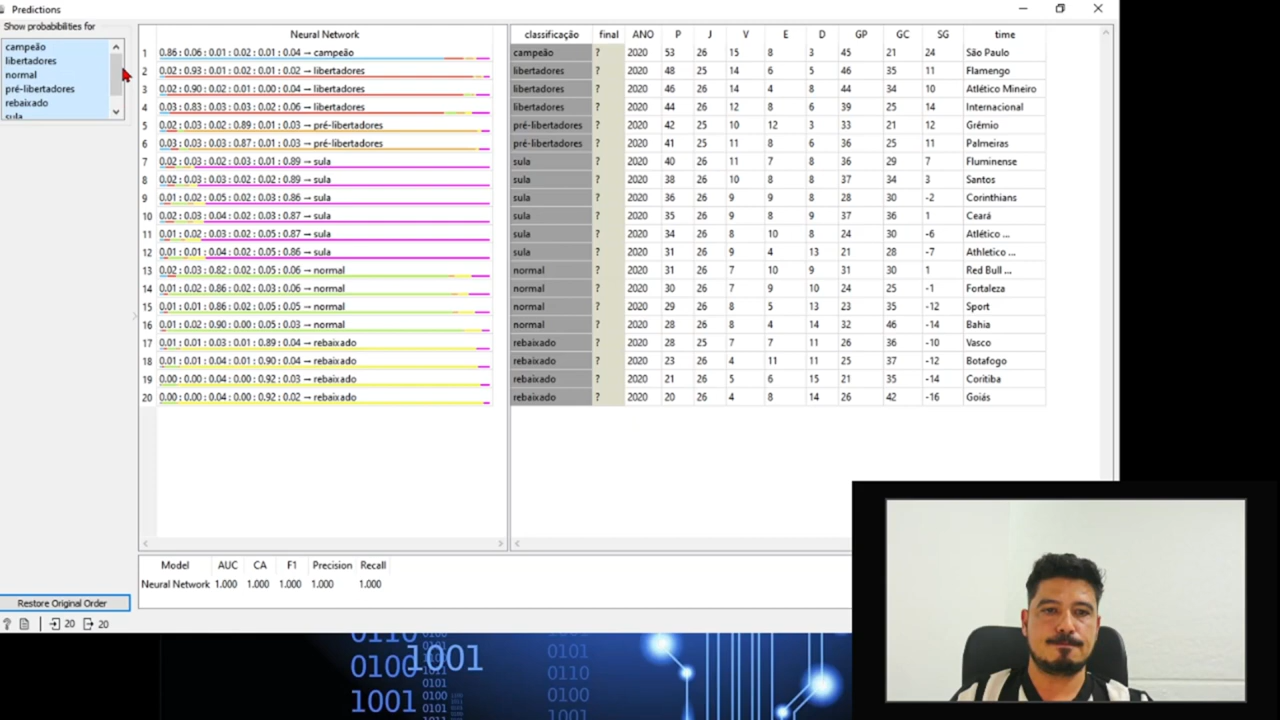 Predictions
Show probabilities for
campeão
libertadores
normal
pré-libertadores
rebaixado
sula
Neural Network classificação final ANO P J V E D GP GC SG time
1 0.86 : 0.06 : 0.01 : 0.02 : 0.01 : 0.04 → campeão campeão ? 2020 53 26 15 8 3 45 21 24 São Paulo
2 0.02 : 0.93 : 0.01 : 0.02 : 0.01 : 0.02 → libertadores libertadores ? 2020 48 25 14 6 5 46 35 11 Flamengo
3 0.02 : 0.90 : 0.02 : 0.01 : 0.00 : 0.04 → libertadores libertadores ? 2020 46 26 14 4 8 44 34 10 Atlético Mineiro
4 0.03 : 0.83 : 0.03 : 0.03 : 0.02 : 0.06 → libertadores libertadores ? 2020 44 26 12 8 6 39 25 14 Internacional
5 0.02 : 0.03 : 0.02 : 0.89 : 0.01 : 0.03 → pré-libertadores pré-libertadores ? 2020 42 25 10 12 3 33 21 12 Grêmio
6 0.03 : 0.03 : 0.03 : 0.87 : 0.01 : 0.03 → pré-libertadores pré-libertadores ? 2020 41 25 11 8 6 36 25 11 Palmeiras
7 0.02 : 0.03 : 0.02 : 0.03 : 0.01 : 0.89 → sula sula ? 2020 40 26 11 7 8 36 29 7 Fluminense
8 0.02 : 0.03 : 0.03 : 0.02 : 0.02 : 0.89 → sula sula ? 2020 38 26 10 8 8 37 34 3 Santos
9 0.01 : 0.02 : 0.05 : 0.02 : 0.03 : 0.86 → sula sula ? 2020 36 26 9 9 8 28 30 -2 Corinthians
10 0.02 : 0.03 : 0.04 : 0.02 : 0.03 : 0.87 → sula sula ? 2020 35 26 9 8 9 37 36 1 Ceará
11 0.01 : 0.02 : 0.03 : 0.02 : 0.05 : 0.87 → sula sula ? 2020 34 26 8 10 8 24 30 -6 Atlético ...
12 0.01 : 0.01 : 0.04 : 0.02 : 0.05 : 0.86 → sula sula ? 2020 31 26 9 4 13 21 28 -7 Athletico ...
13 0.02 : 0.03 : 0.82 : 0.02 : 0.05 : 0.06 → normal normal ? 2020 31 26 7 10 9 31 30 1 Red Bull ...
14 0.01 : 0.02 : 0.86 : 0.02 : 0.03 : 0.06 → normal normal ? 2020 30 26 7 9 10 24 25 -1 Fortaleza
15 0.01 : 0.01 : 0.86 : 0.02 : 0.05 : 0.05 → normal normal ? 2020 29 26 8 5 13 23 35 -12 Sport
16 0.01 : 0.02 : 0.90 : 0.00 : 0.05 : 0.03 → normal normal ? 2020 28 26 8 4 14 32 46 -14 Bahia
17 0.01 : 0.01 : 0.03 : 0.01 : 0.89 : 0.04 → rebaixado rebaixado ? 2020 28 25 7 7 11 26 36 -10 Vasco
18 0.01 : 0.01 : 0.04 : 0.01 : 0.90 : 0.04 → rebaixado rebaixado ? 2020 23 26 4 11 11 25 37 -12 Botafogo
19 0.00 : 0.00 : 0.04 : 0.00 : 0.92 : 0.03 → rebaixado rebaixado ? 2020 21 26 5 6 15 21 35 -14 Coritiba
20 0.00 : 0.00 : 0.04 : 0.00 : 0.92 : 0.02 → rebaixado rebaixado ? 2020 20 26 4 8 14 26 42 -16 Goiás
Model AUC CA F1 Precision Recall
Neural Network 1.000 1.000 1.000 1.000 1.000
Restore Original Order
? 20 20
0100
1001
1001
0101
0100
0101
0101
0110
0100
1001